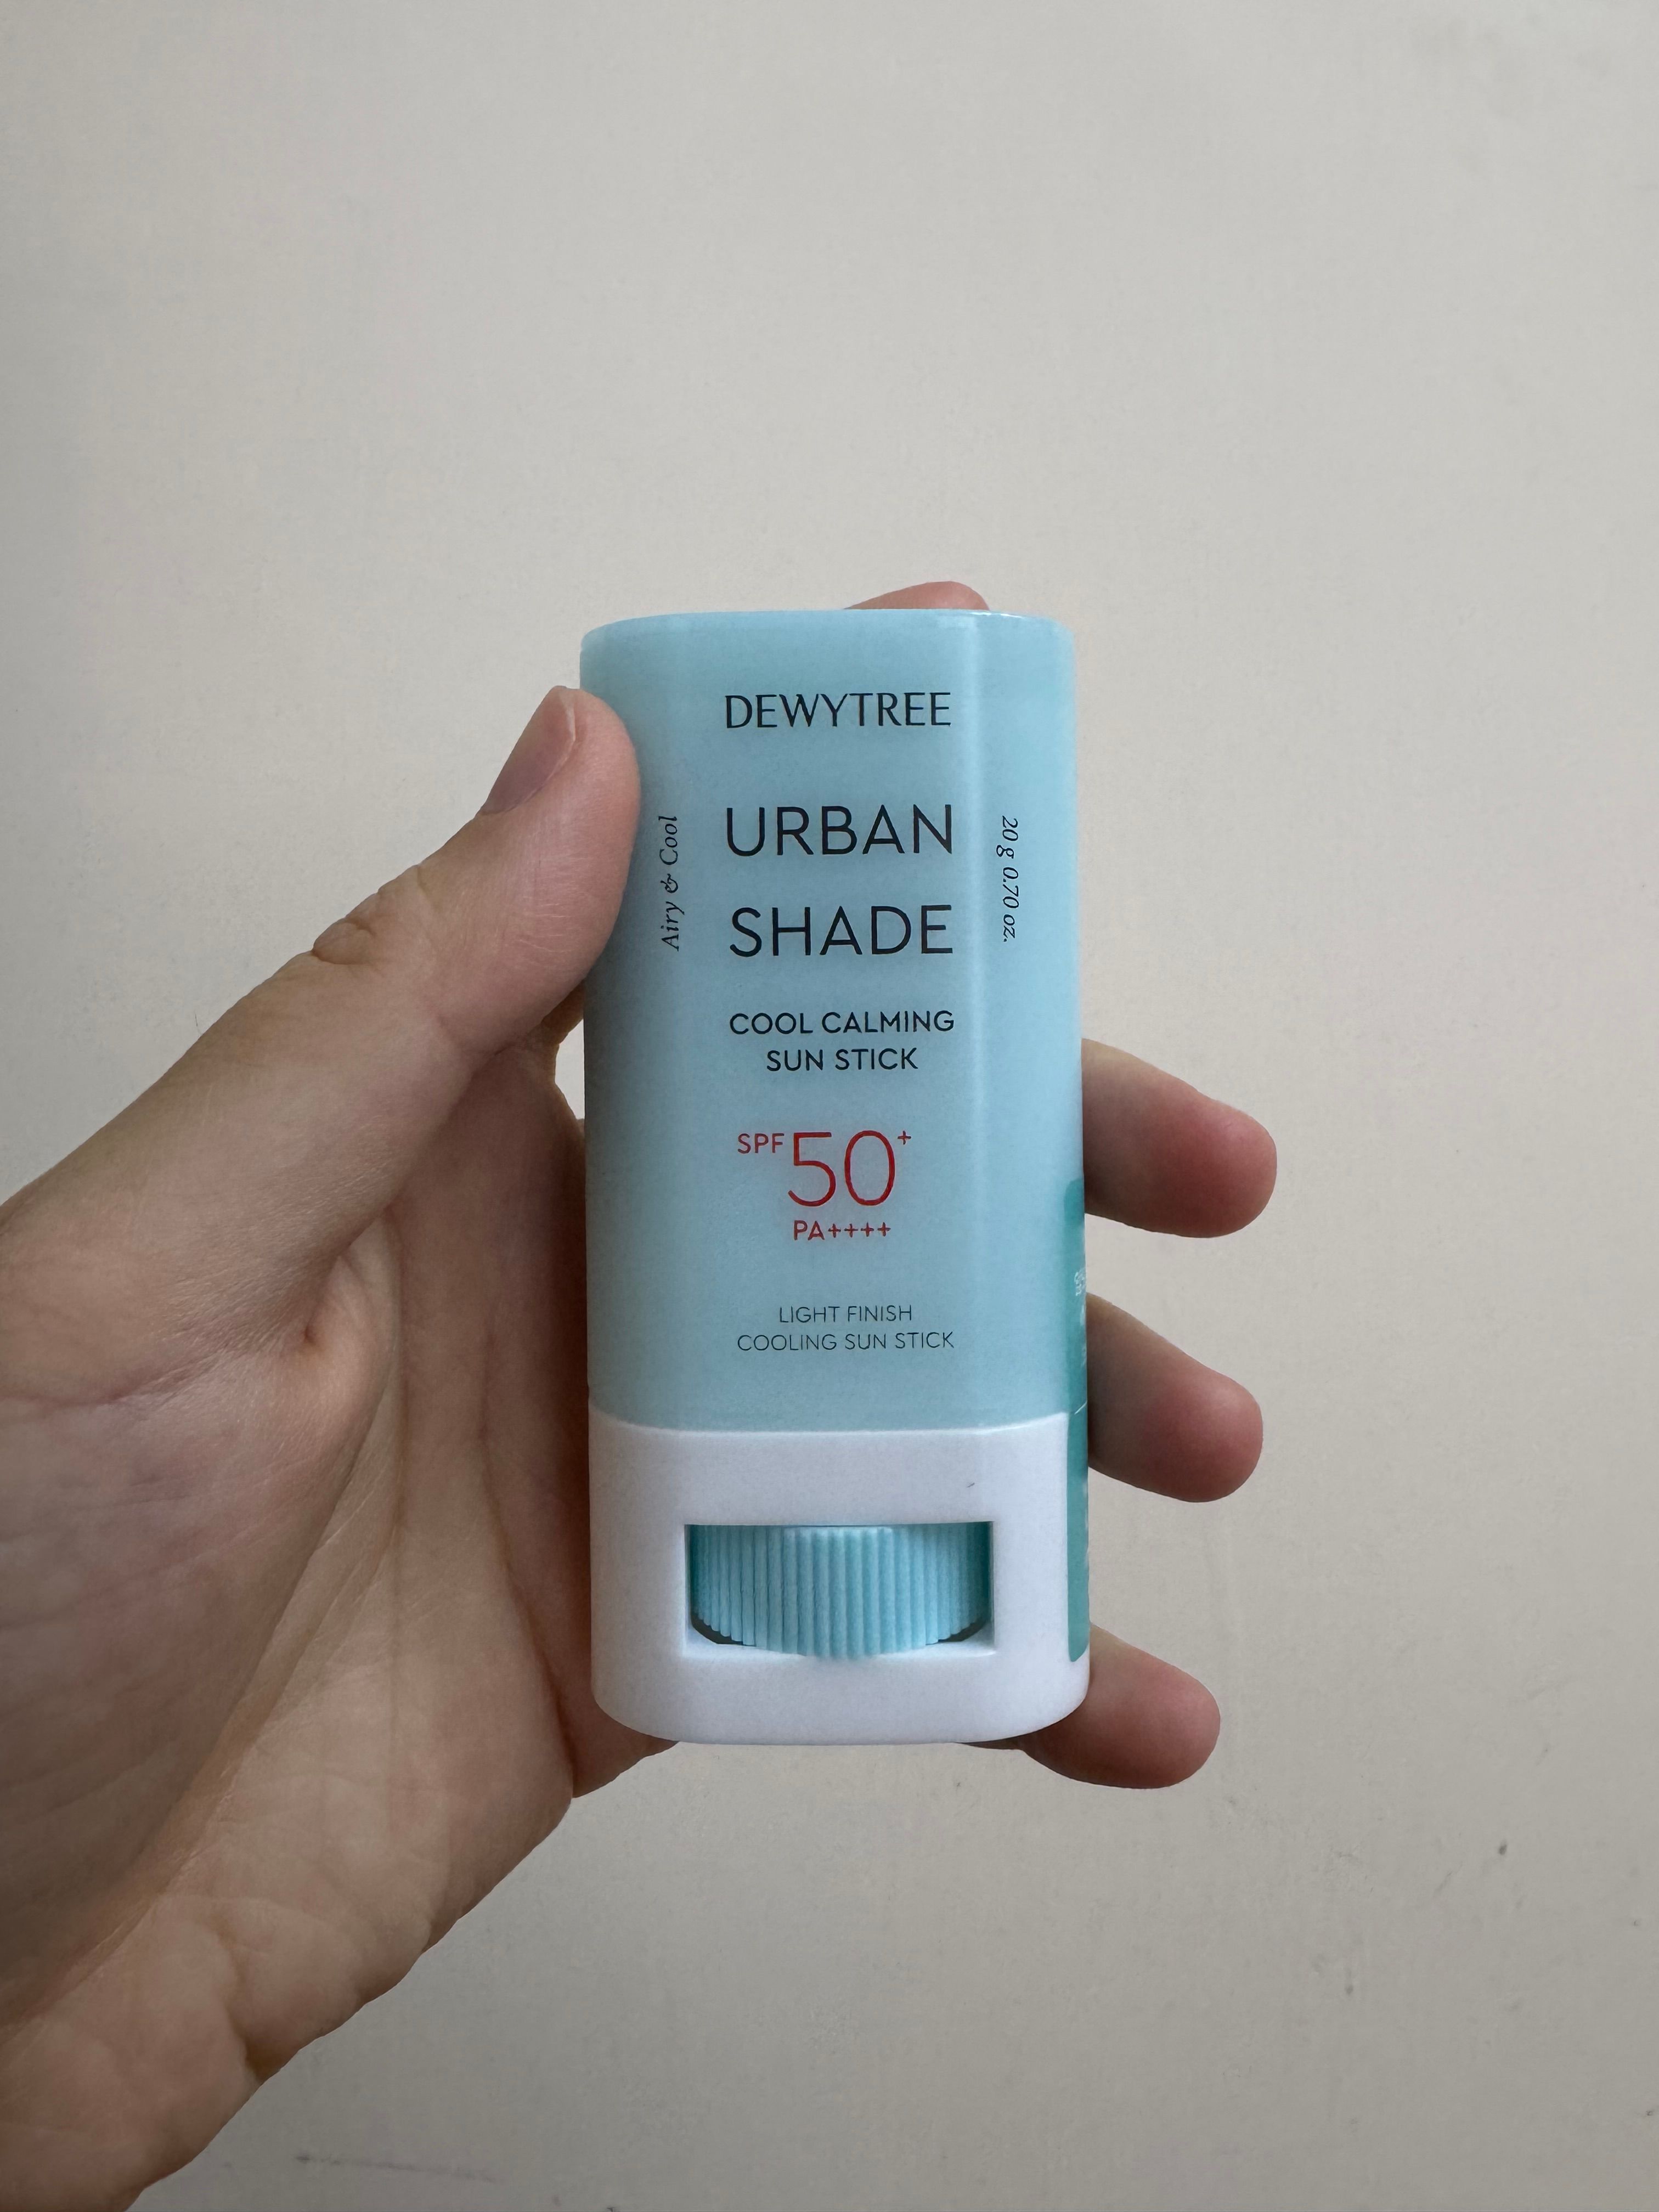 DEWYTREE
Airy & Cool
URBAN
SHADE
20 g 0.70 oz.
COOL CALMING
SUN STICK
SPF 50+
PA++++
LIGHT FINISH
COOLING SUN STICK